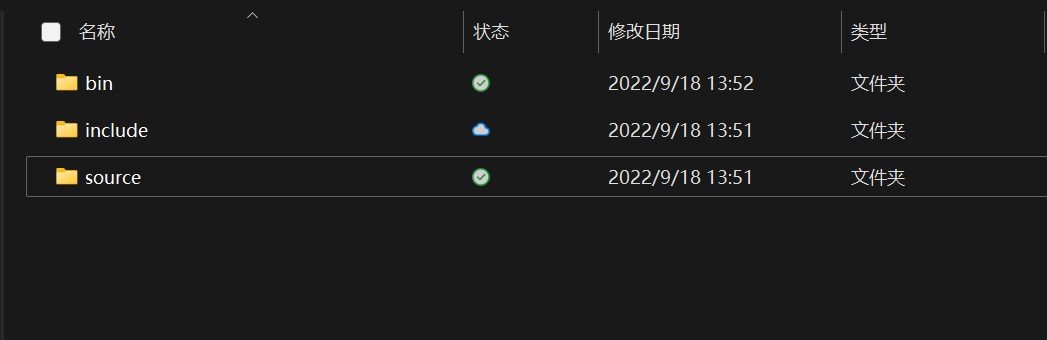 名称 状态 修改日期 类型
bin 2022/9/18 13:52 文件夹
include 2022/9/18 13:51 文件夹
source 2022/9/18 13:51 文件夹